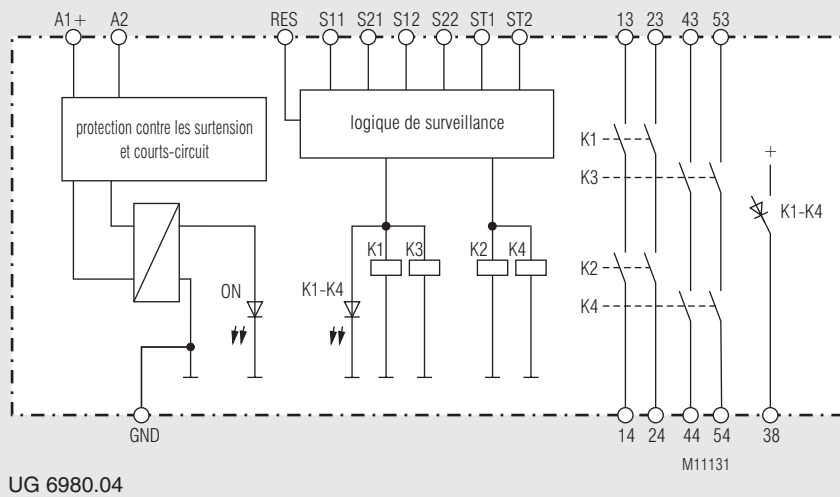 A1+ A2 RES S11 S21 S12 S22 ST1 ST2 13 23 43 53
protection contre les surtension
et courts-circuit
logique de surveillance
K1
K3
+
K1-K4
K1 K3 K2 K4
K2
ON K1-K4
K4
GND 14 24 44 54 38
M11131
UG 6980.04